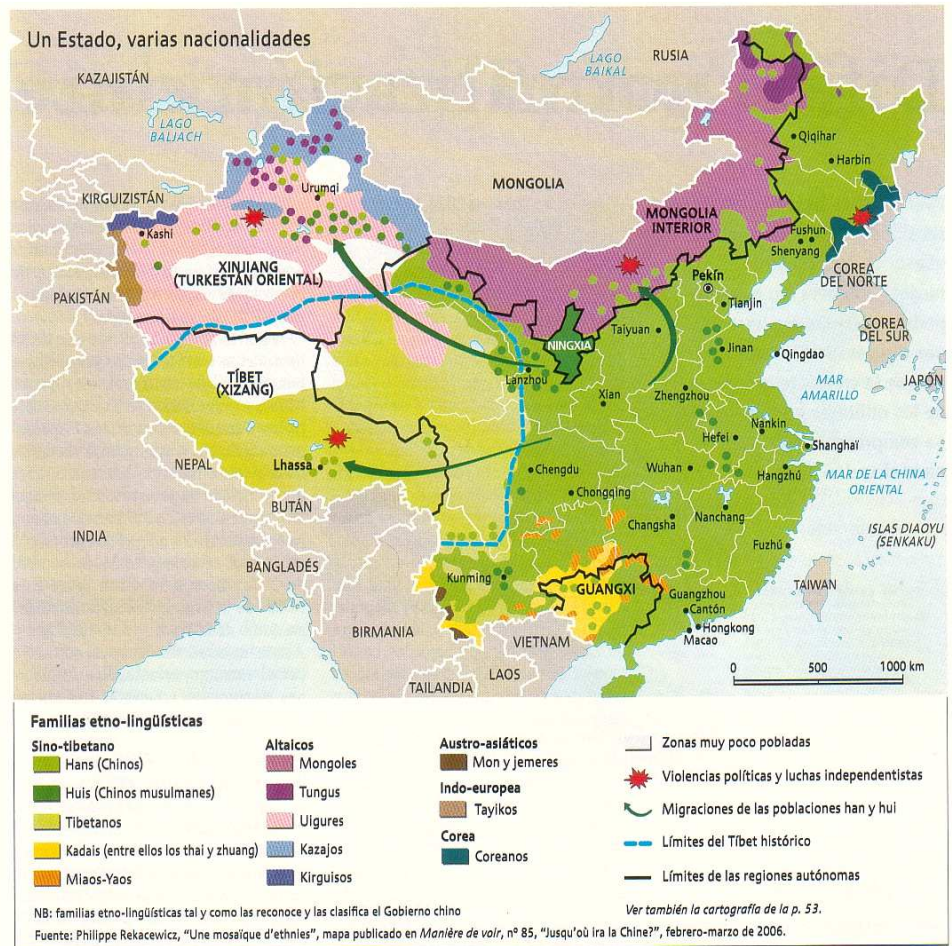 Un Estado, varias nacionalidades
KAZAJISTÁN
LAGO
BALJACH
LAGO
BAIKAL
RUSIA
KIRGUIZISTÁN
Kashi
Urumqi
MONGOLIA
Qiqihar
Harbin
MONGOLIA
INTERIOR
Fushun
Shenyang
XINJIANG
(TURKESTÁN ORIENTAL)
PAKISTÁN
Pekín
Tianjin
COREA
DEL NORTE
COREA
DEL SUR
JAPÓN
TÍBET
(XIZANG)
NINGXIA
Taiyuan
Jinan
Qingdao
Lanzhou
Xian
Zhengzhou
MAR
AMARILLO
Nankin
Hefei
Shanghaï
NEPAL
Lhassa
Chengdu
Wuhan
Hangzhú
MAR DE LA CHINA
ORIENTAL
BUTÁN
Chongqing
Changsha
Nanchang
ISLAS DIAOYU
(SENKAKU)
INDIA
BANGLADÉS
Fuzhú
Kunming
GUANGXI
Guangzhou
Cantón
TAIWAN
BIRMANIA
Hongkong
Macao
VIETNAM
LAOS
TAILANDIA
0 500 1000 km
Familias etno-lingüísticas
Sino-tibetano
Hans (Chinos)
Huis (Chinos musulmanes)
Tibetanos
Kadais (entre ellos los thai y zhuang)
Miaos-Yaos
Altaicos
Mongoles
Tungus
Uigures
Kazajos
Kirguisos
Austro-asiáticos
Mon y jemeres
Indo-europea
Tayikos
Corea
Coreanos
Zonas muy poco pobladas
Violencias políticas y luchas independentistas
Migraciones de las poblaciones han y hui
Límites del Tíbet histórico
Límites de las regiones autónomas
NB: familias etno-lingüísticas tal y como las reconoce y las clasifica el Gobierno chino
Ver también la cartografía de la p. 53.
Fuente: Philippe Rekacewicz, "Une mosaïque d'ethnies", mapa publicado en Manière de voir, nº 85, "Jusqu'où ira la Chine?", febrero-marzo de 2006.